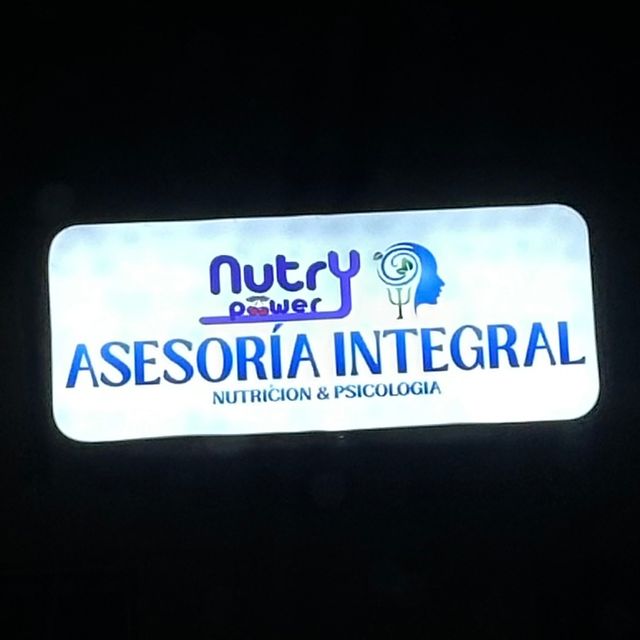 Nutry
power
ASESORÍA INTEGRAL
NUTRICION & PSICOLOGIA